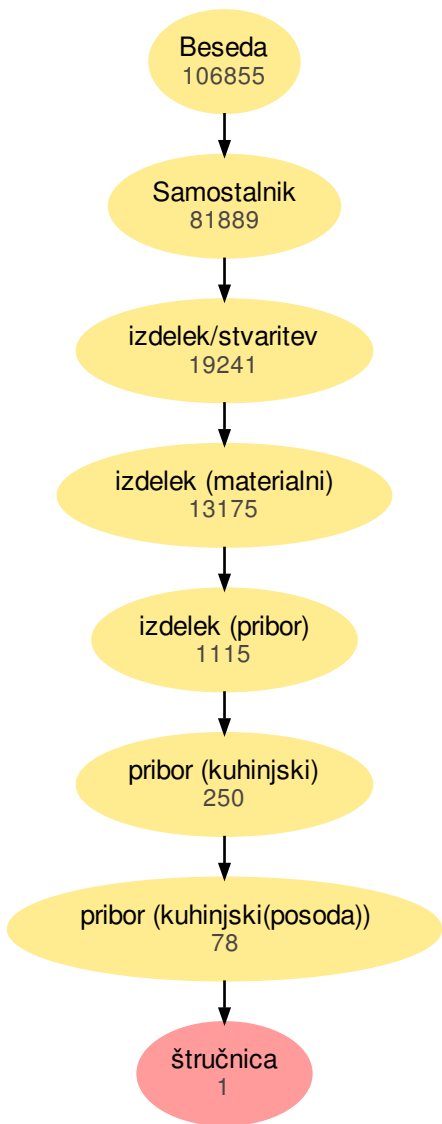 Beseda
106855
Samostalnik
81889
izdelek/stvaritev
19241
izdelek (materialni)
13175
izdelek (pribor)
1115
pribor (kuhinjski)
250
pribor (kuhinjski(posoda))
78
štručnica
1